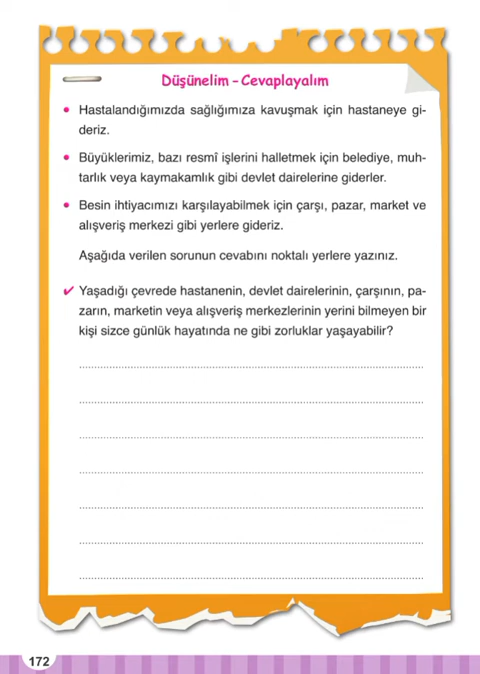 Düşünelim - Cevaplayalım
• Hastalandığımızda sağlığımıza kavuşmak için hastaneye gi-
deriz.
• Büyüklerimiz, bazı resmî işlerini halletmek için belediye, muh-
tarlık veya kaymakamlık gibi devlet dairelerine giderler.
• Besin ihtiyacımızı karşılayabilmek için çarşı, pazar, market ve
alışveriş merkezi gibi yerlere gideriz.
Aşağıda verilen sorunun cevabını noktalı yerlere yazınız.
✔ Yaşadığı çevrede hastanenin, devlet dairelerinin, çarşının, pa-
zarın, marketin veya alışveriş merkezlerinin yerini bilmeyen bir
kişi sizce günlük hayatında ne gibi zorluklar yaşayabilir?
172